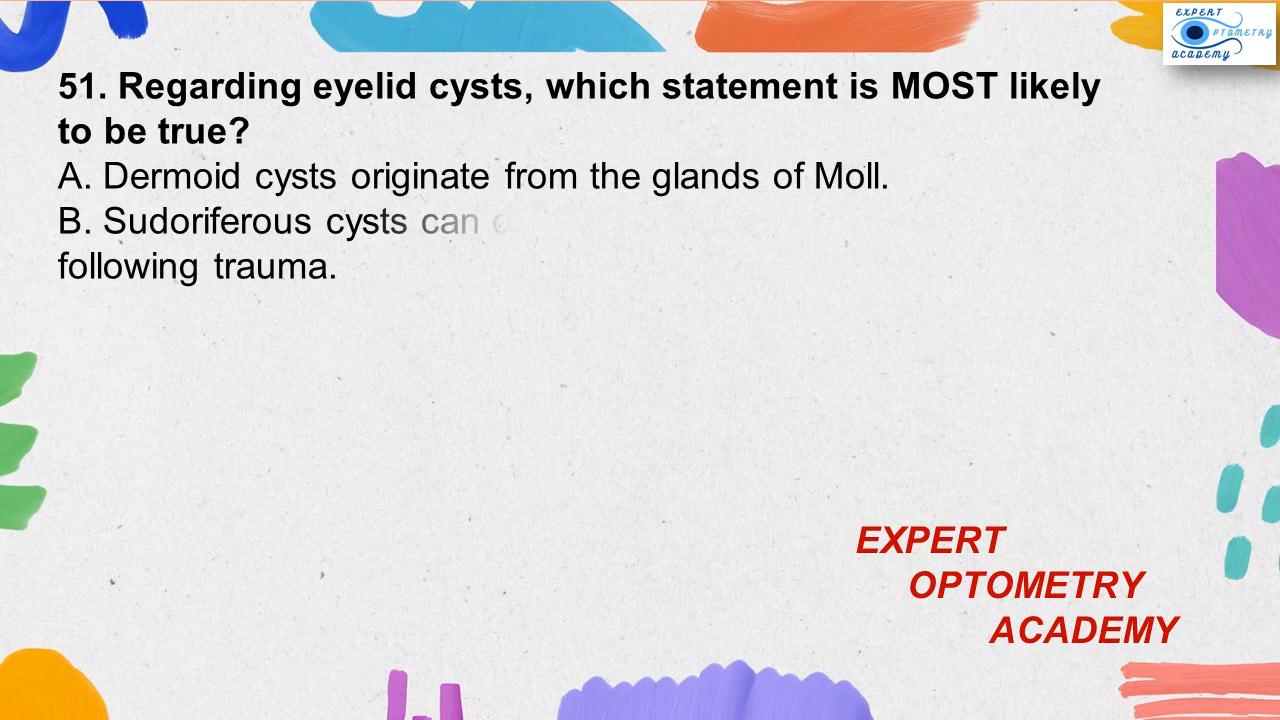 EXPERT
OPTOMETRY
ACADEMY
51. Regarding eyelid cysts, which statement is MOST likely
to be true?
A. Dermoid cysts originate from the glands of Moll.
B. Sudoriferous cysts can
following trauma.
EXPERT
OPTOMETRY
ACADEMY